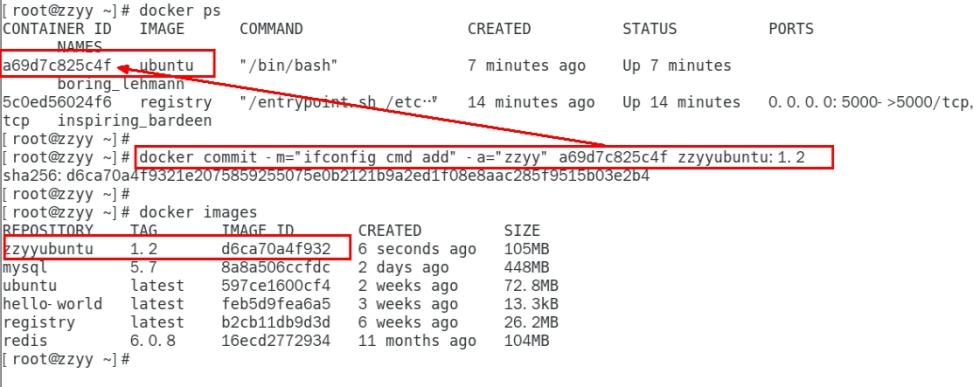 [root@zzyy ~]# docker ps
CONTAINER ID   IMAGE      COMMAND                  CREATED          STATUS          PORTS
      NAMES
a69d7c825c4f   ubuntu     "/bin/bash"              7 minutes ago    Up 7 minutes
      boring_lehmann
5c0ed56024f6   registry   "/entrypoint.sh /etc…"   14 minutes ago   Up 14 minutes   0.0.0.0:5000->5000/tcp,
tcp   inspiring_bardeen
[root@zzyy ~]#
[root@zzyy ~]# docker commit -m="ifconfig cmd add" -a="zzyy" a69d7c825c4f zzyyubuntu:1.2
sha256:d6ca70a4f9321e2075859255075e0b2121b9a2ed1f08e8aac285f9515b03e2b4
[root@zzyy ~]#
[root@zzyy ~]# docker images
REPOSITORY    TAG       IMAGE ID       CREATED         SIZE
zzyyubuntu    1.2       d6ca70a4f932   6 seconds ago   105MB
mysql         5.7       8a8a506ccfdc   2 days ago      448MB
ubuntu        latest    597ce1600cf4   2 weeks ago     72.8MB
hello-world   latest    feb5d9fea6a5   3 weeks ago     13.3kB
registry      latest    b2cb11db9d3d   6 weeks ago     26.2MB
redis         6.0.8     16ecd2772934   11 months ago   104MB
[root@zzyy ~]#